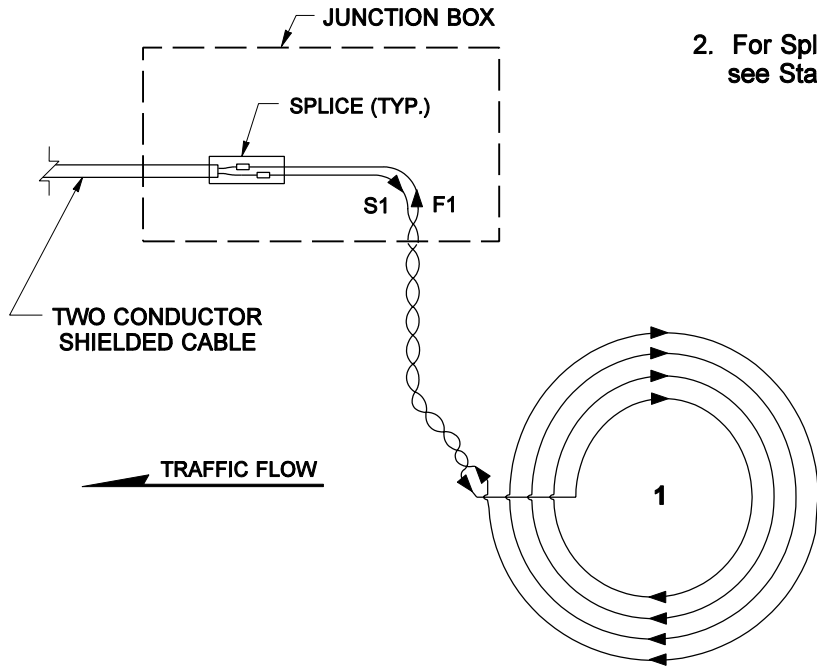 JUNCTION BOX
2. For Spl
see Sta
SPLICE (TYP.)
S1 F1
TWO CONDUCTOR
SHIELDED CABLE
TRAFFIC FLOW
1